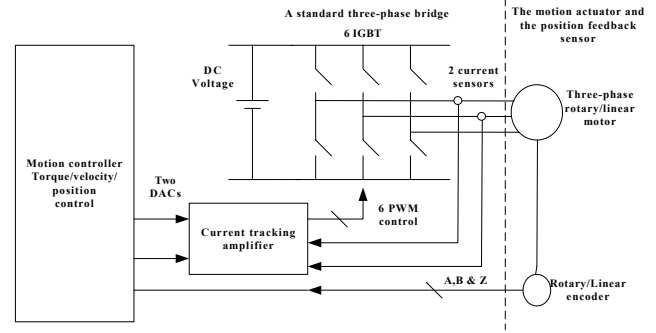 A standard three-phase bridge
6 IGBT
The motion actuator and
the position feedback
sensor
DC
Voltage
2 current
sensors
Three-phase
rotary/linear
motor
Motion controller
Torque/velocity/
position
control
Two
DACs
Current tracking
amplifier
6 PWM
control
A,B & Z
Rotary/Linear
encoder